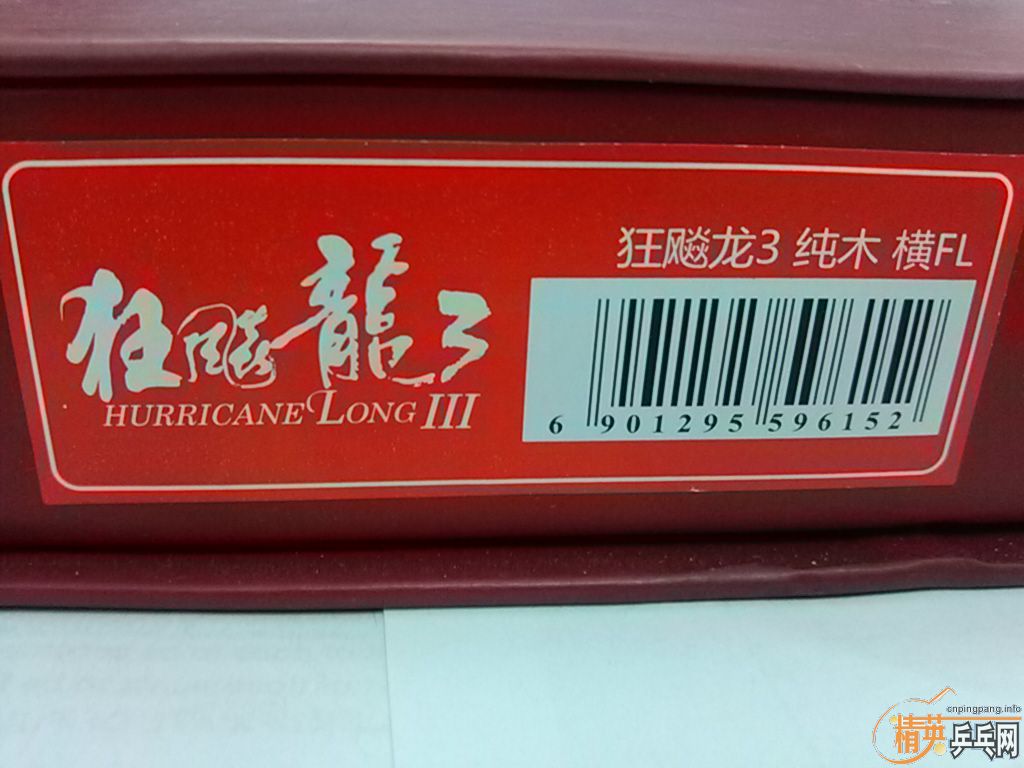 狂飚龙3 纯木 横FL
狂飚龍3
HURRICANE LONG III
6 901295 596152
cnpingpang.info
精英乒乓网